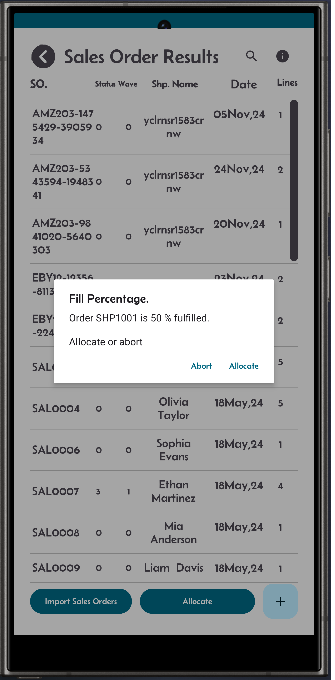 Sales Order Results
SO. Status Wave Shp. Name Date Lines
AMZ203-147
5429-39059 0 0 yclrnsr1583cr 05Nov,24 1
34 nw
AMZ203-53
43594-19483 0 0 yclrnsr1583cr 24Nov,24 2
41 nw
AMZ203-98
41020-5640 0 0 yclrnsr1583cr 20Nov,24 1
303 nw
EBY12-12356 23Nov,24 2
-8113
EBY 2
-224
Fill Percentage.
Order SHP1001 is 50 % fulfilled.
Allocate or abort
Abort Allocate
5
SAL0004 0 0 Olivia 18May,24 5
Taylor
SAL0006 0 0 Sophia 18May,24 1
Evans
SAL0007 3 1 Ethan 18May,24 4
Martinez
SAL0008 0 0 Mia 18May,24 1
Anderson
SAL0009 0 0 Liam Davis 18May,24 1
Import Sales Orders Allocate +